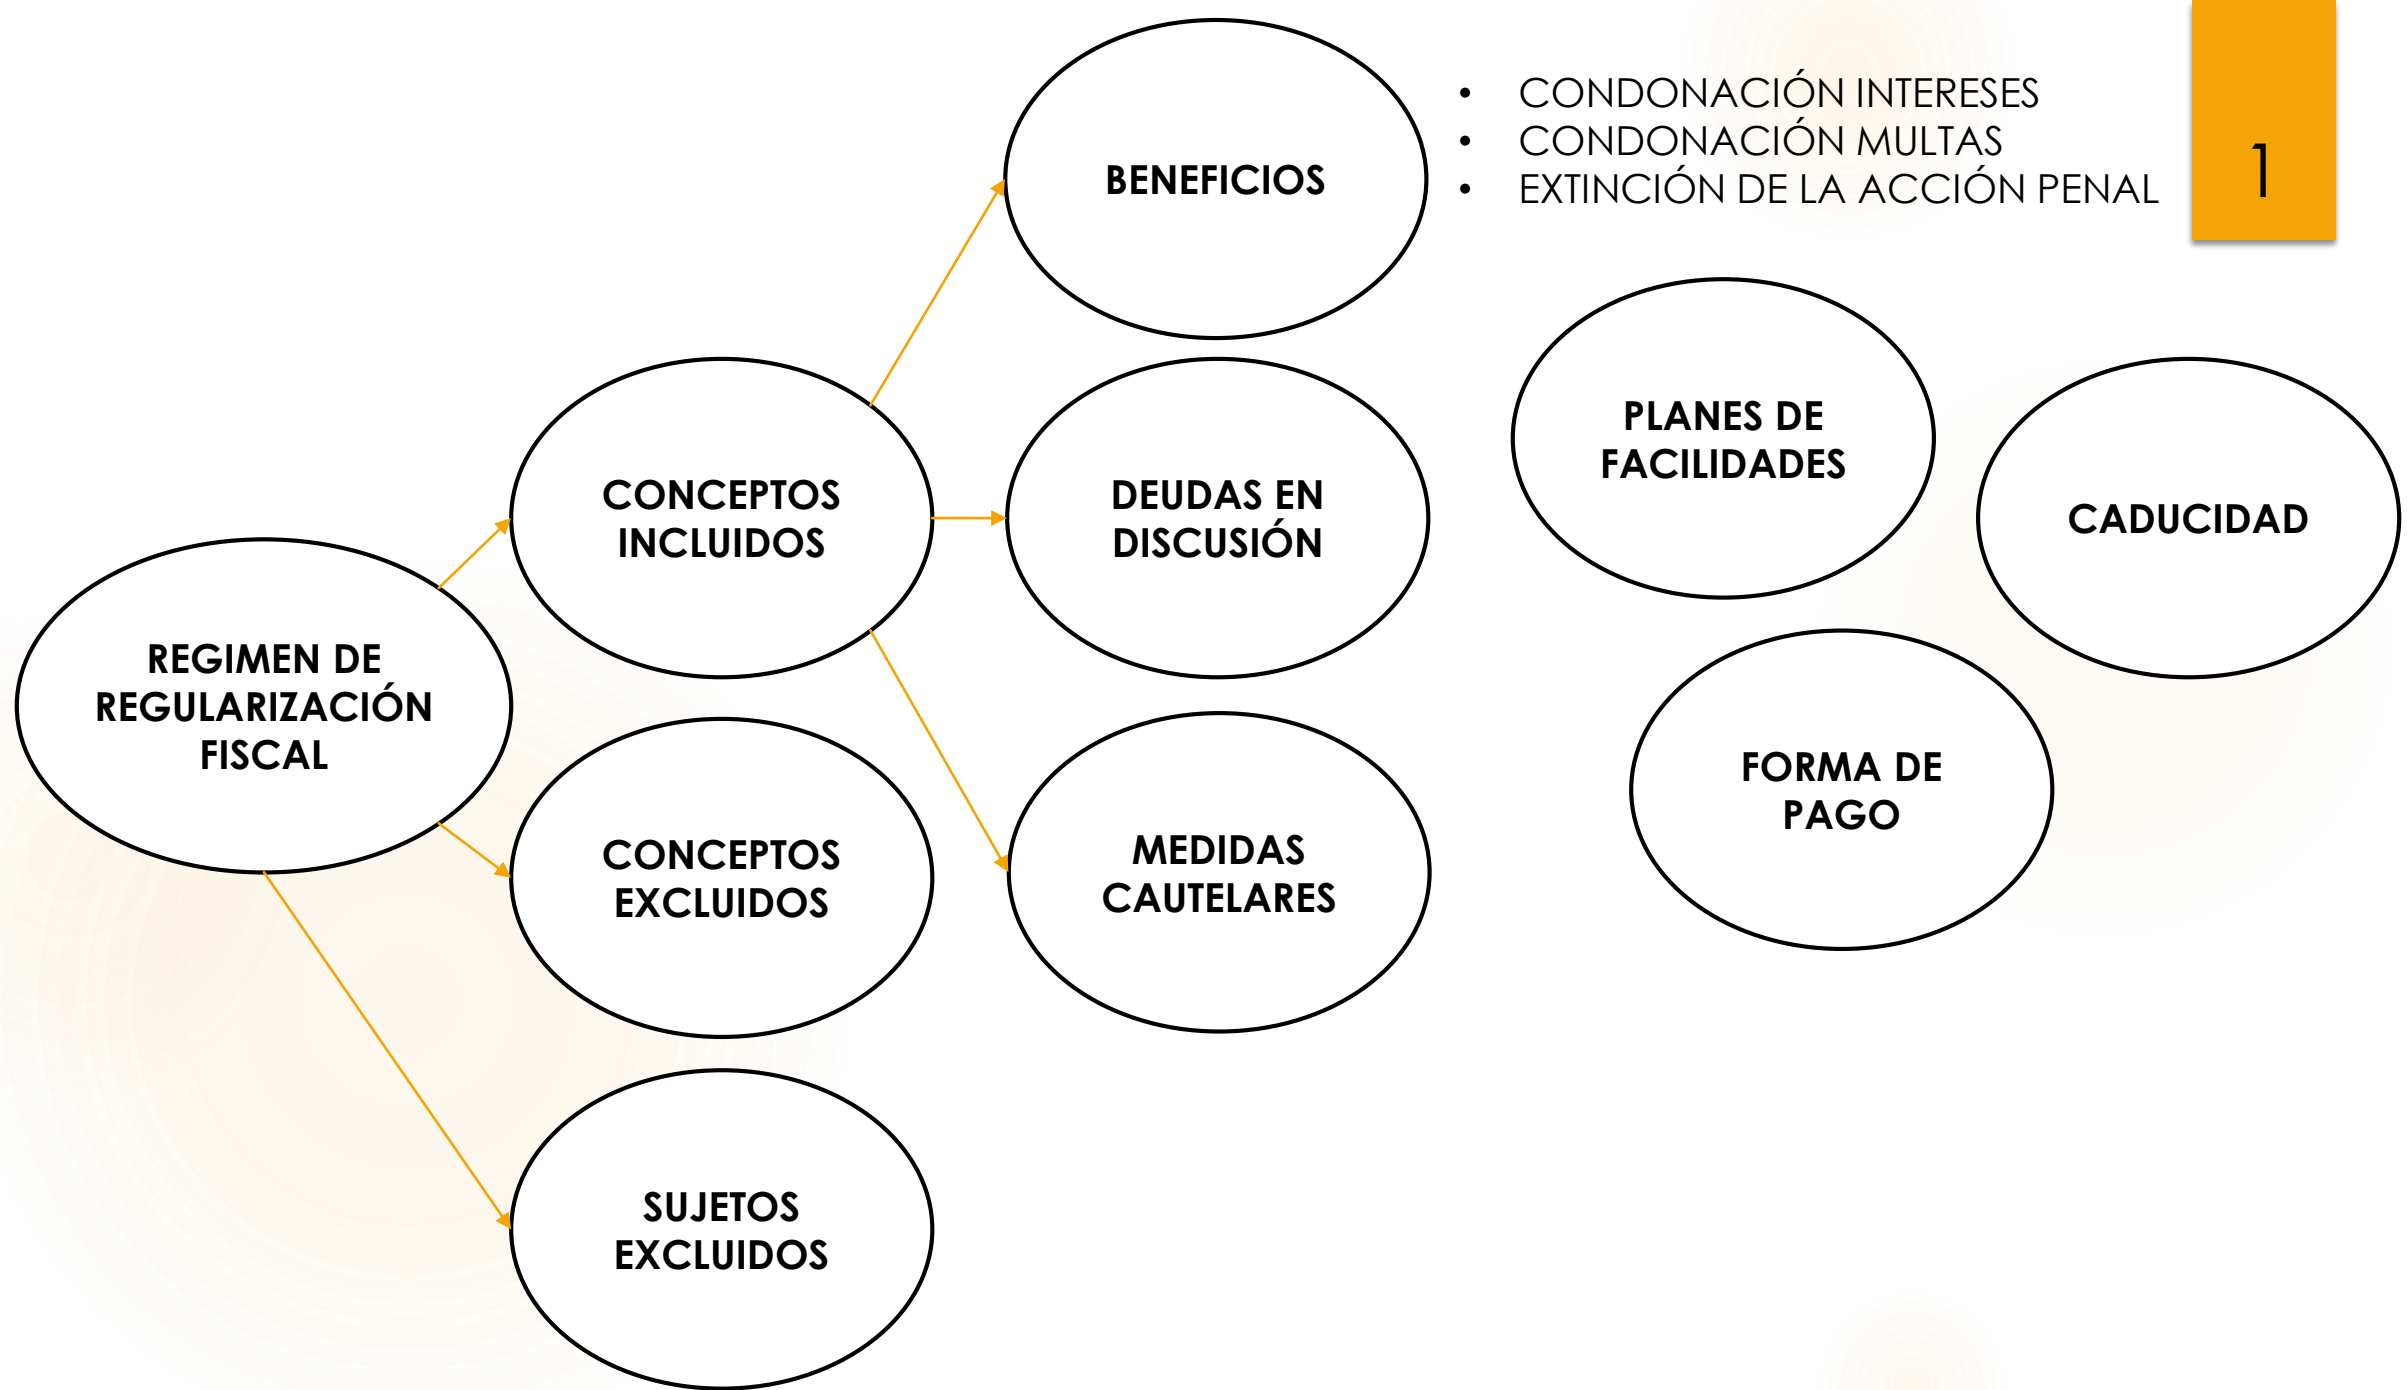 BENEFICIOS
• CONDONACIÓN INTERESES
• CONDONACIÓN MULTAS
• EXTINCIÓN DE LA ACCIÓN PENAL
1
PLANES DE
FACILIDADES
CADUCIDAD
CONCEPTOS
INCLUIDOS
DEUDAS EN
DISCUSIÓN
REGIMEN DE
REGULARIZACIÓN
FISCAL
FORMA DE
PAGO
CONCEPTOS
EXCLUIDOS
MEDIDAS
CAUTELARES
SUJETOS
EXCLUIDOS